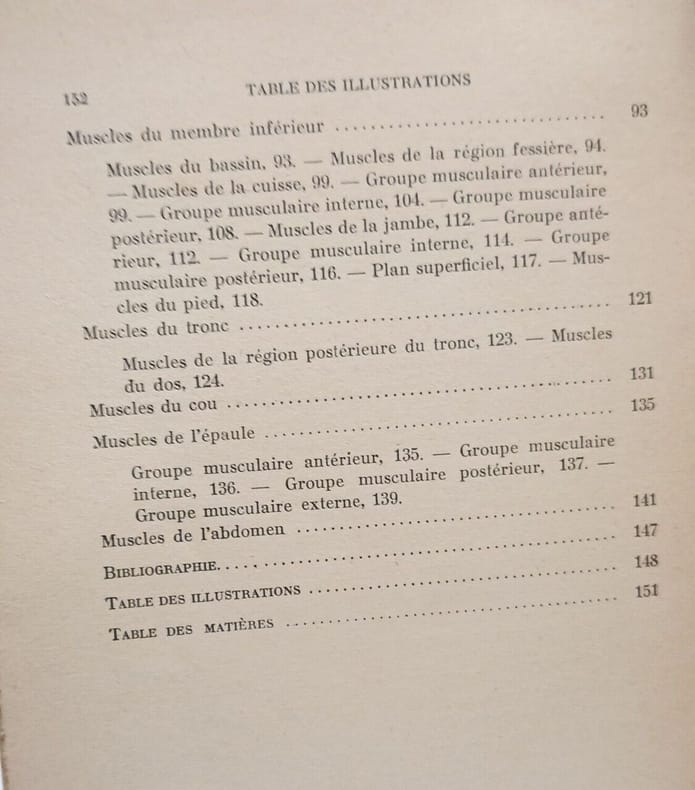 152 TABLE DES ILLUSTRATIONS
Muscles du membre inférieur .............................. 93
Muscles du bassin, 93. — Muscles de la région fessière, 94.
— Muscles de la cuisse, 99. — Groupe musculaire antérieur,
99. — Groupe musculaire interne, 104. — Groupe musculaire
postérieur, 108. — Muscles de la jambe, 112. — Groupe anté-
rieur, 112. — Groupe musculaire interne, 114. — Groupe
musculaire postérieur, 116. — Plan superficiel, 117. — Mus-
cles du pied, 118.
Muscles du tronc ........................................ 121
Muscles de la région postérieure du tronc, 123. — Muscles
du dos, 124.
Muscles du cou .......................................... 131
Muscles de l'épaule ..................................... 135
Groupe musculaire antérieur, 135. — Groupe musculaire
interne, 136. — Groupe musculaire postérieur, 137. —
Groupe musculaire externe, 139.
Muscles de l'abdomen .................................... 141
BIBLIOGRAPHIE............................................ 147
TABLE DES ILLUSTRATIONS ................................. 148
TABLE DES MATIÈRES ...................................... 151